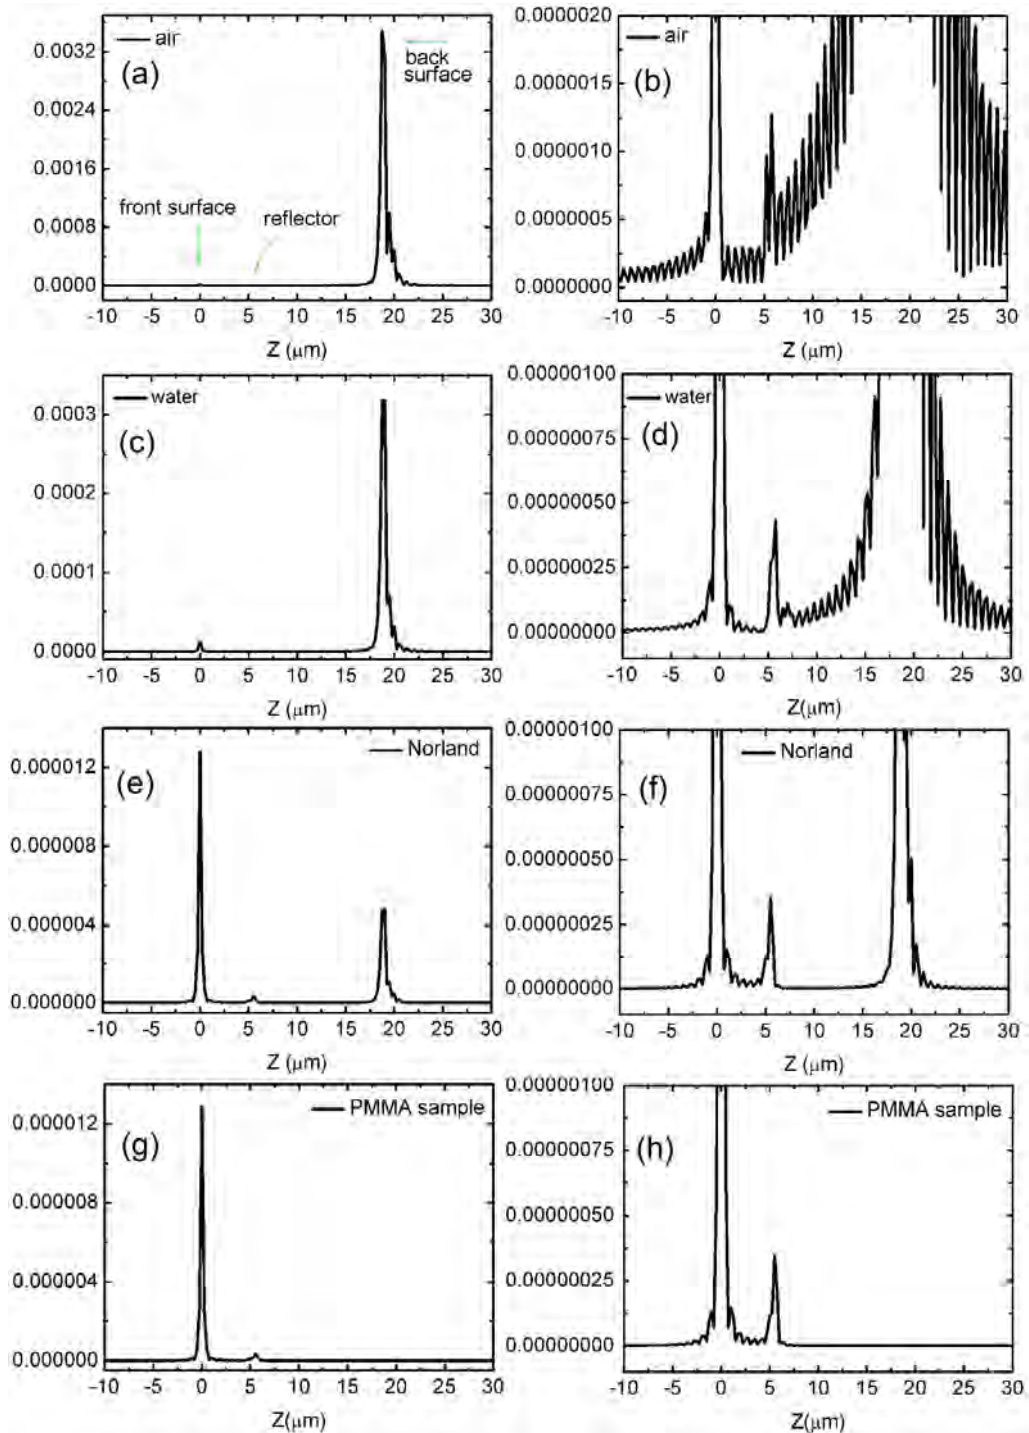 0.0032
0.0024
0.0016
0.0008
0.0000
air
(a)
back
surface
front surface
reflector
-10 -5 0 5 10 15 20 25 30
Z (μm)
0.0000020
0.0000015
0.0000010
0.0000005
0.0000000
air
(b)
-10 -5 0 5 10 15 20 25 30
Z (μm)
0.0003
0.0002
0.0001
0.0000
water
(c)
-10 -5 0 5 10 15 20 25 30
Z (μm)
0.00000100
0.00000075
0.00000050
0.00000025
0.00000000
water
(d)
-10 -5 0 5 10 15 20 25 30
Z(μm)
0.000012
0.000008
0.000004
0.000000
Norland
(e)
-10 -5 0 5 10 15 20 25 30
Z (μm)
0.00000100
0.00000075
0.00000050
0.00000025
0.00000000
Norland
(f)
-10 -5 0 5 10 15 20 25 30
Z (μm)
0.000012
0.000008
0.000004
0.000000
PMMA sample
(g)
-10 -5 0 5 10 15 20 25 30
Z(μm)
0.00000100
0.00000075
0.00000050
0.00000025
0.00000000
PMMA sample
(h)
-10 -5 0 5 10 15 20 25 30
Z(μm)